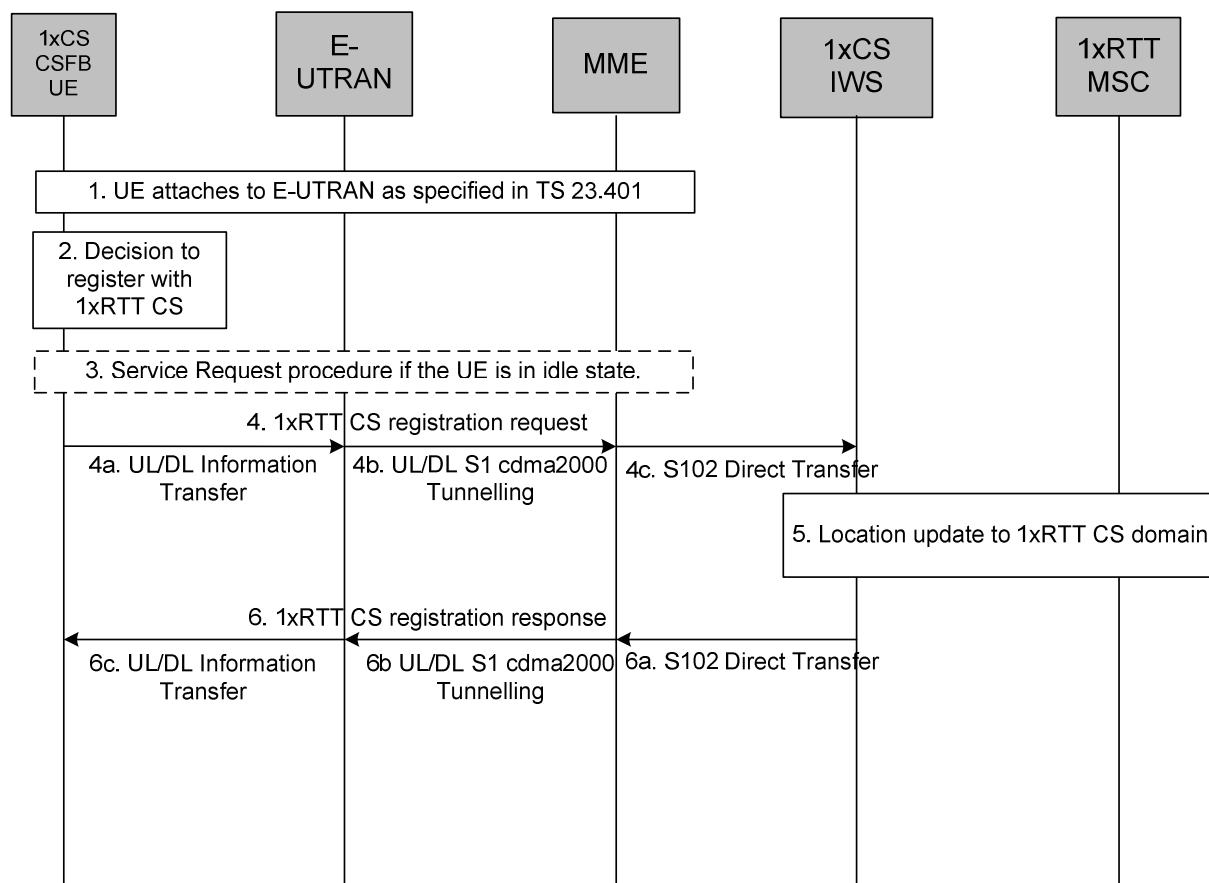 1xCS
CSFB
UE
E-
UTRAN
MME
1xCS
IWS
1xRTT
MSC
1. UE attaches to E-UTRAN as specified in TS 23.401
2. Decision to
register with
1xRTT CS
3. Service Request procedure if the UE is in idle state.
4. 1xRTT CS registration request
4a. UL/DL Information
Transfer
4b. UL/DL S1 cdma2000
Tunnelling
4c. S102 Direct Transfer
5. Location update to 1xRTT CS domain
6. 1xRTT CS registration response
6c. UL/DL Information
Transfer
6b UL/DL S1 cdma2000
Tunnelling
6a. S102 Direct Transfer